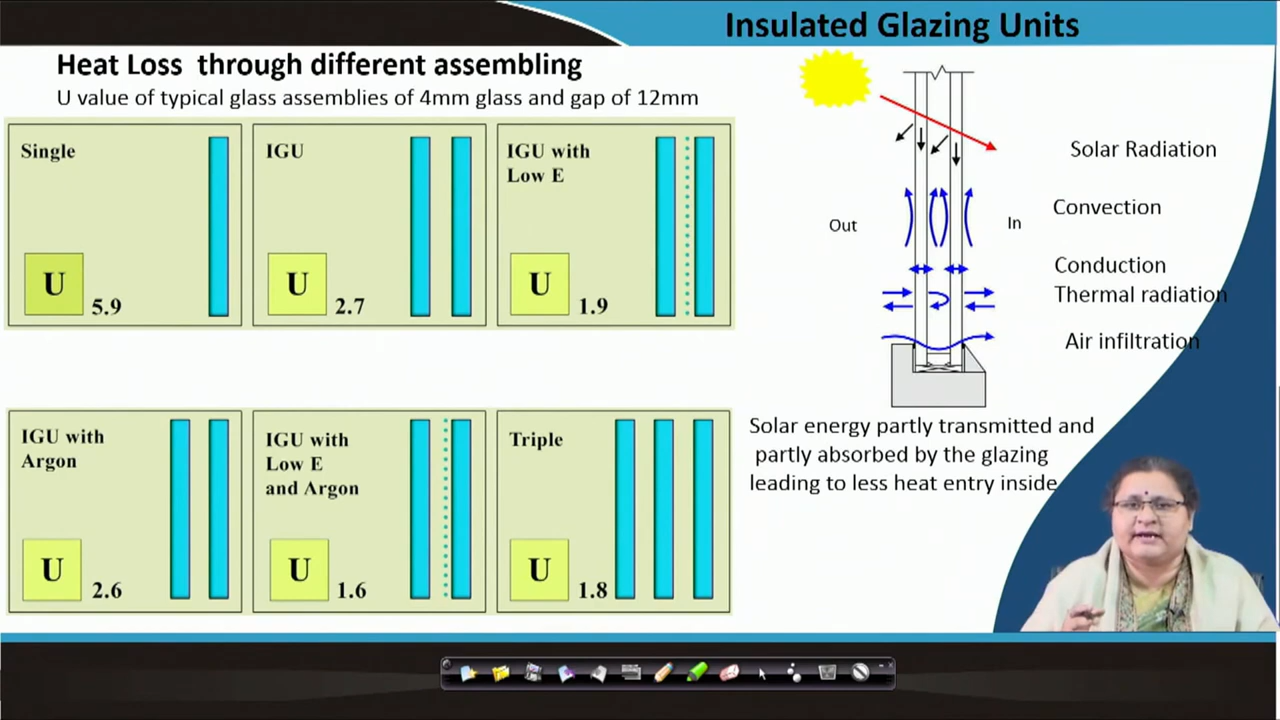 Insulated Glazing Units
Heat Loss through different assembling
U value of typical glass assemblies of 4mm glass and gap of 12mm
Single
U
5.9
IGU
U
2.7
IGU with
Low E
U
1.9
IGU with
Argon
U
2.6
IGU with
Low E
and Argon
U
1.6
Triple
U
1.8
Solar Radiation
Convection
Out
In
Conduction
Thermal radiation
Air infiltration
Solar energy partly transmitted and
partly absorbed by the glazing
leading to less heat entry inside